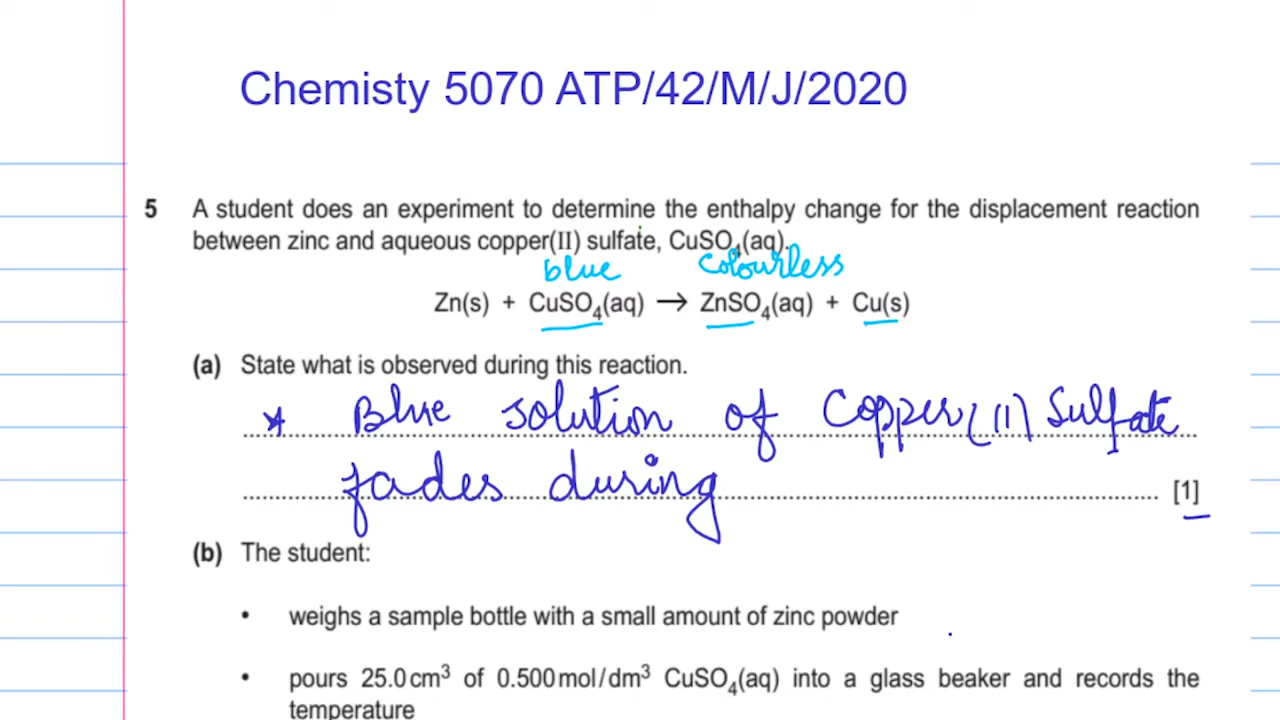 Chemisty 5070 ATP/42/M/J/2020
5 A student does an experiment to determine the enthalpy change for the displacement reaction
between zinc and aqueous copper(II) sulfate, CuSO₄(aq).
blue colourless
Zn(s) + CuSO₄(aq) → ZnSO₄(aq) + Cu(s)
(a) State what is observed during this reaction.
* Blue solution of Copper(II) Sulfate
fades during
[1]
(b) The student:
• weighs a sample bottle with a small amount of zinc powder
• pours 25.0 cm³ of 0.500 mol/dm³ CuSO₄(aq) into a glass beaker and records the
temperature